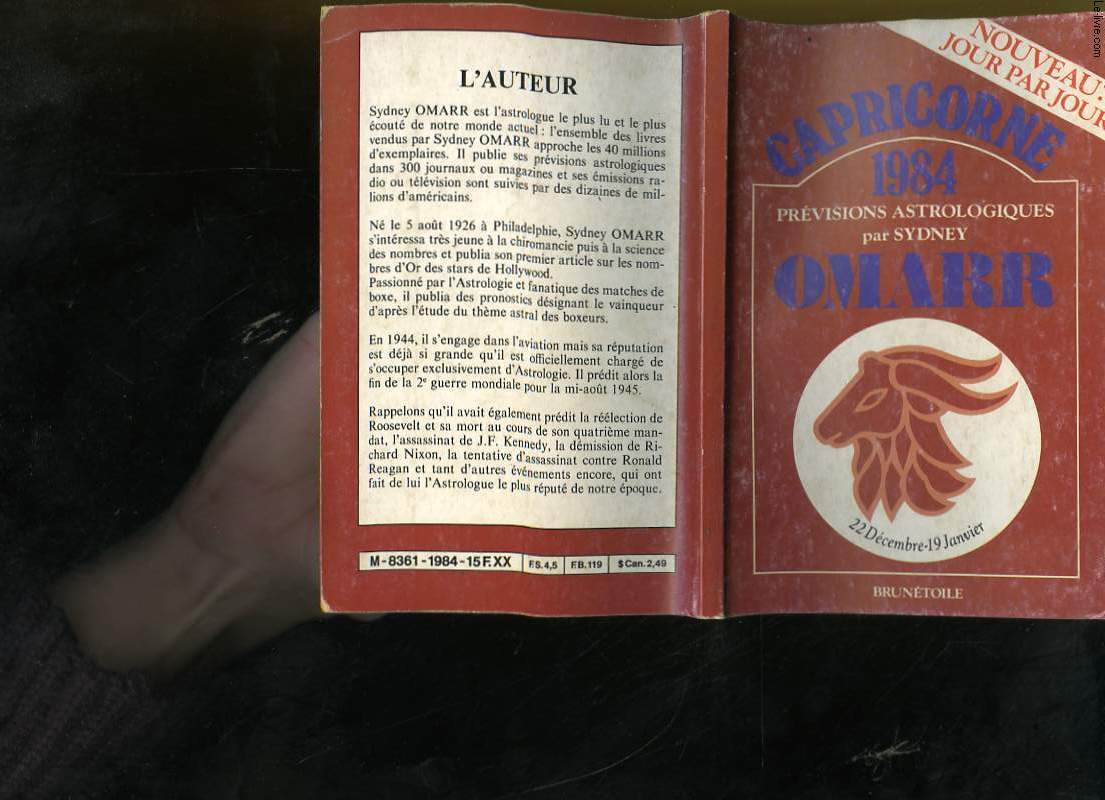 L'AUTEUR
Sydney OMARR est l'astrologue le plus lu et le plus
écouté de notre monde actuel : l'ensemble des livres
vendus par Sydney OMARR approche les 40 millions
d'exemplaires. Il publie ses prévisions astrologiques
dans 300 journaux ou magazines et ses émissions ra-
dio ou télévision sont suivies par des dizaines de mil-
lions d'américains.
Né le 5 août 1926 à Philadelphie, Sydney OMARR
s'intéressa très jeune à la chiromancie puis à la science
des nombres et publia son premier article sur les nom-
bres d'Or des stars de Hollywood.
Passionné par l'Astrologie et fanatique des matches de
boxe, il publia des pronostics désignant le vainqueur
d'après l'étude du thème astral des boxeurs.
En 1944, il s'engage dans l'aviation mais sa réputation
est déjà si grande qu'il est officiellement chargé de
s'occuper exclusivement d'Astrologie. Il prédit alors la
fin de la 2e guerre mondiale pour la mi-août 1945.
Rappelons qu'il avait également prédit la réélection de
Roosevelt et sa mort au cours de son quatrième man-
dat, l'assassinat de J.F. Kennedy, la démission de Ri-
chard Nixon, la tentative d'assassinat contre Ronald
Reagan et tant d'autres événements encore, qui ont
fait de lui l'Astrologue le plus réputé de notre époque.
M-8361-1984-15F.XX F.S.4,5 F.B.119 $Can.2,49
NOUVEAU:
JOUR PAR JOUR
CAPRICORNE
1984
PRÉVISIONS ASTROLOGIQUES
par SYDNEY
OMARR
22 Décembre-19 Janvier
BRUNÉTOILE
Le-livre.com